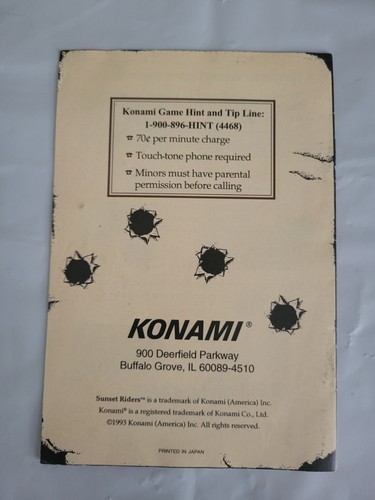 Konami Game Hint and Tip Line:
1-900-896-HINT (4468)
☎ 70¢ per minute charge
☎ Touch-tone phone required
☎ Minors must have parental
permission before calling
KONAMI®
900 Deerfield Parkway
Buffalo Grove, IL 60089-4510
Sunset Riders™ is a trademark of Konami (America) Inc.
Konami® is a registered trademark of Konami Co., Ltd.
©1993 Konami (America) Inc. All rights reserved.
PRINTED IN JAPAN